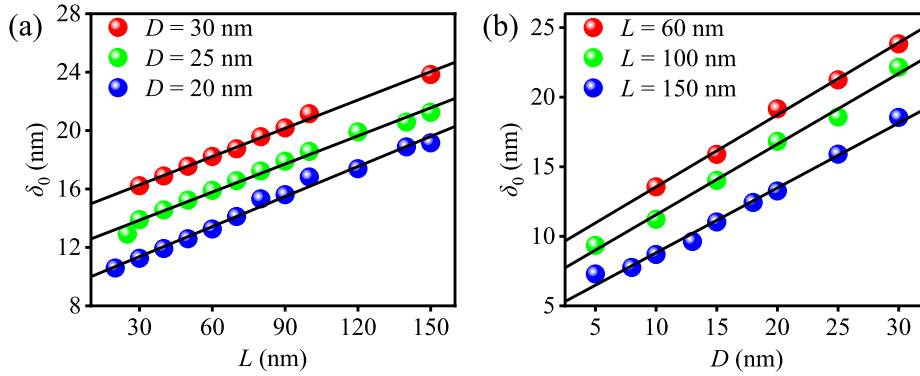 (a)
D = 30 nm
D = 25 nm
D = 20 nm
28
24
20
16
12
8
δ₀ (nm)
30
60
90
120
150
L (nm)
(b)
L = 60 nm
L = 100 nm
L = 150 nm
25
20
15
10
5
δ₀ (nm)
5
10
15
20
25
30
D (nm)